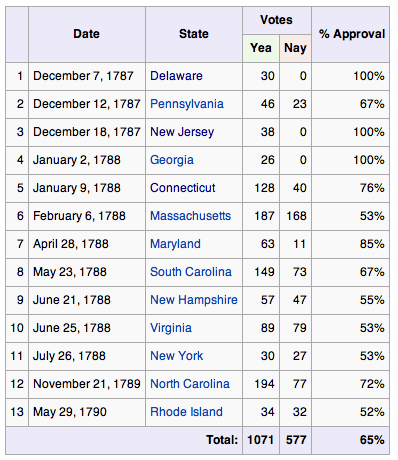 Date State Votes % Approval
Yea Nay
1 December 7, 1787 Delaware 30 0 100%
2 December 12, 1787 Pennsylvania 46 23 67%
3 December 18, 1787 New Jersey 38 0 100%
4 January 2, 1788 Georgia 26 0 100%
5 January 9, 1788 Connecticut 128 40 76%
6 February 6, 1788 Massachusetts 187 168 53%
7 April 28, 1788 Maryland 63 11 85%
8 May 23, 1788 South Carolina 149 73 67%
9 June 21, 1788 New Hampshire 57 47 55%
10 June 25, 1788 Virginia 89 79 53%
11 July 26, 1788 New York 30 27 53%
12 November 21, 1789 North Carolina 194 77 72%
13 May 29, 1790 Rhode Island 34 32 52%
Total: 1071 577 65%